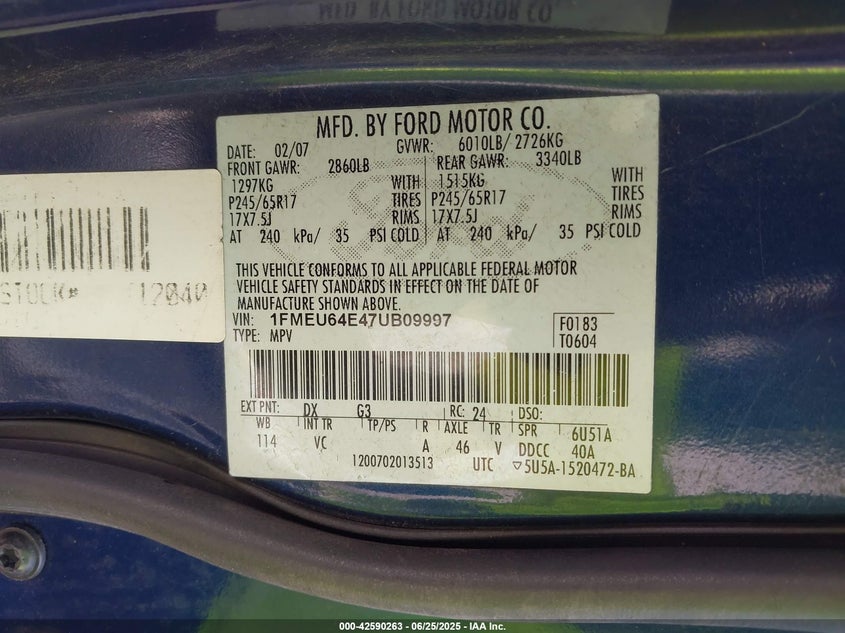 MFD. BY FORD MOTOR CO.
MFD. BY FORD MOTOR CO.
DATE: 02/07 GVWR: 6010LB/ 2726KG
FRONT GAWR: 2860LB REAR GAWR: 3340LB
1297KG WITH 1515KG WITH
P245/65R17 TIRES P245/65R17 TIRES
17X7.5J RIMS 17X7.5J RIMS
AT 240 kPa/ 35 PSI COLD AT 240 kPa/ 35 PSI COLD
THIS VEHICLE CONFORMS TO ALL APPLICABLE FEDERAL MOTOR
VEHICLE SAFETY STANDARDS IN EFFECT ON THE DATE OF
MANUFACTURE SHOWN ABOVE.
VIN: 1FMEU64E47UB09997 F0183
TYPE: MPV T0604
EXT PNT: DX G3 RC: 24 DSO:
WB INT TR TP/PS R AXLE TR SPR 6U51A
114 VC A 46 V DDCC 40A
1200702013513 UTC ▽5U5A-1520472-BA
STOCK# 12040
000-42590263 - 06/25/2025 - IAA Inc.